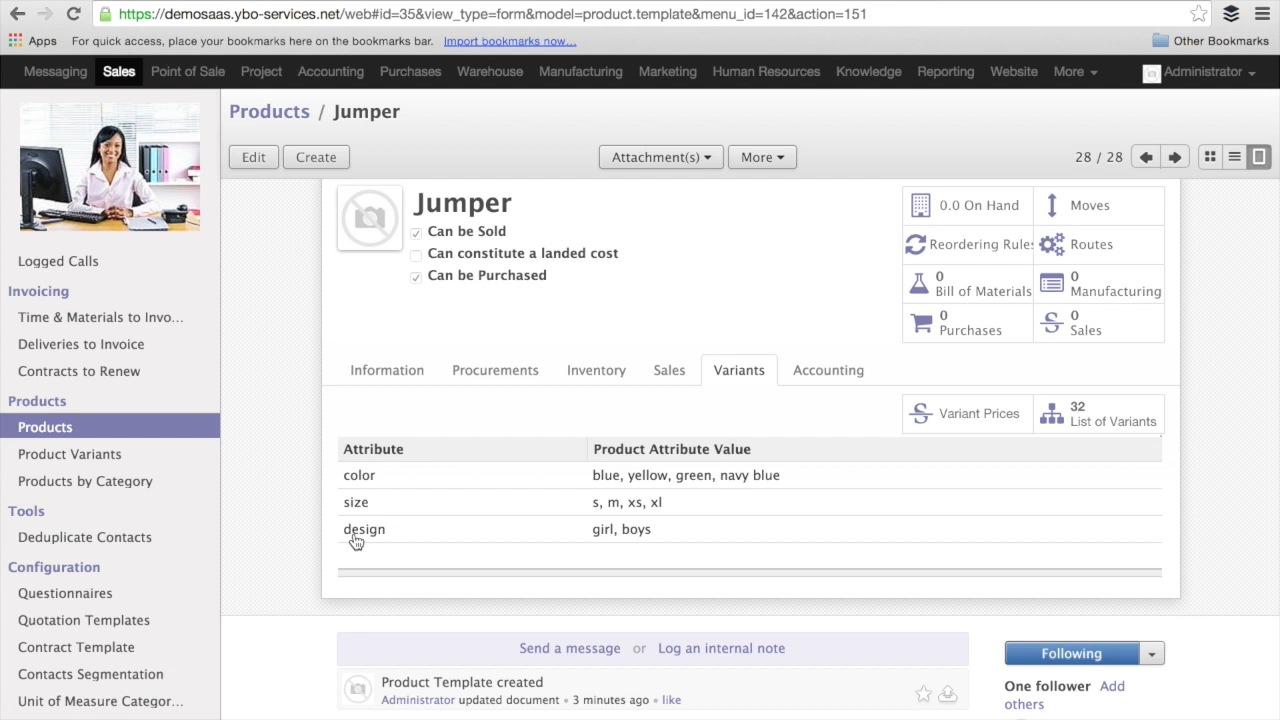 https://demosaas.ybo-services.net/web#id=35&view_type=form&model=product.template&menu_id=142&action=151
Apps For quick access, place your bookmarks here on the bookmarks bar. Import bookmarks now... Other Bookmarks
Messaging Sales Point of Sale Project Accounting Purchases Warehouse Manufacturing Marketing Human Resources Knowledge Reporting Website More Administrator
Products / Jumper
Edit Create Attachment(s) More 28 / 28
Jumper
Can be Sold
Can constitute a landed cost
Can be Purchased
0.0 On Hand Moves
Reordering Rules Routes
0 Bill of Materials 0 Manufacturing
0 Purchases 0 Sales
Logged Calls
Invoicing
Time & Materials to Invo...
Deliveries to Invoice
Contracts to Renew
Products
Products
Product Variants
Products by Category
Tools
Deduplicate Contacts
Configuration
Questionnaires
Quotation Templates
Contract Template
Contacts Segmentation
Unit of Measure Categor...
Information Procurements Inventory Sales Variants Accounting
Variant Prices 32 List of Variants
Attribute Product Attribute Value
color blue, yellow, green, navy blue
size s, m, xs, xl
design girl, boys
Send a message or Log an internal note
Following
Product Template created
Administrator updated document • 3 minutes ago • like
One follower Add others